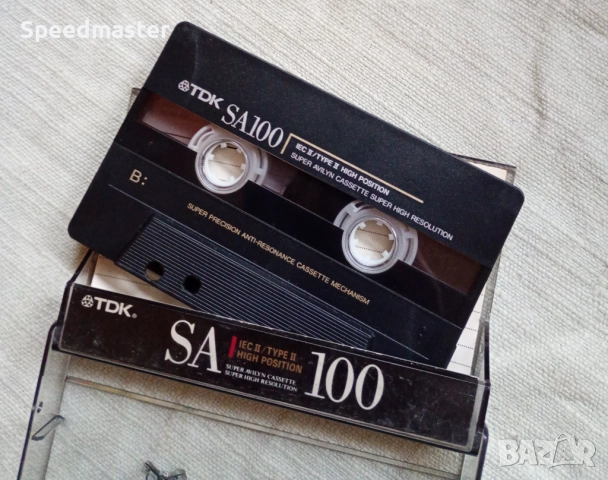 Speedmaster
TDK SA100
IEC II/TYPE II HIGH POSITION
SUPER AVILYN CASSETTE SUPER HIGH RESOLUTION
B:
SUPER PRECISION ANTI-RESONANCE CASSETTE MECHANISM
TDK®
SA IEC II/TYPE II
HIGH POSITION
SUPER AVILYN CASSETTE
SUPER HIGH RESOLUTION
100
BAZAR